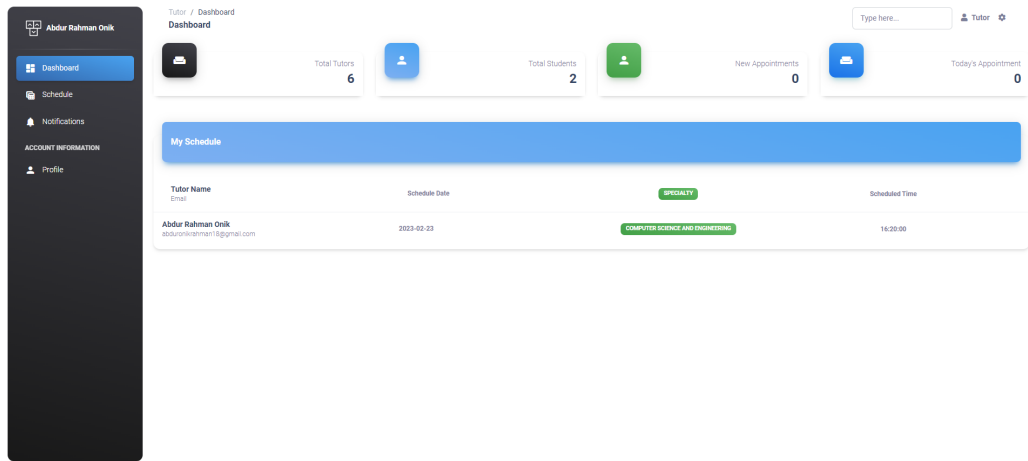 Abdur Rahman Onik
Dashboard
Schedule
Notifications
ACCOUNT INFORMATION
Profile
Tutor / Dashboard
Dashboard
Type here...
Tutor
Total Tutors
6
Total Students
2
New Appointments
0
Today's Appointment
0
My Schedule
Tutor Name
Email
Schedule Date
SPECIALTY
Scheduled Time
Abdur Rahman Onik
abduronikrahman18@gmail.com
2023-02-23
COMPUTER SCIENCE AND ENGINEERING
16:20:00